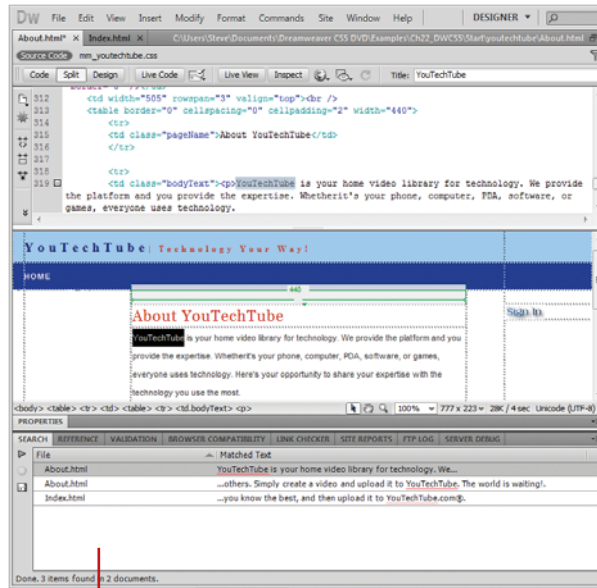 DW File Edit View Insert Modify Format Commands Site Window Help DESIGNER
About.html* × Index.html × C:\Users\Steve\Documents\Dreamweaver CS5 DVD\Examples\Ch22_DWCS5\Start\youtechtube\About.html
Source Code mm_youtechtube.css
Code Split Design Live Code Live View Inspect Title: YouTechTube
312 <td width="505" rowspan="3" valign="top"><br />
313 <table border="0" cellspacing="0" cellpadding="2" width="440">
314 <tr>
215 <td class="pageName">About YouTechTube</td>
316 </tr>
317
318 <tr>
319 <td class="bodyText"><p>YouTechTube is your home video library for technology. We provide
the platform and you provide the expertise. Whetherit's your phone, computer, PDA, software, or
games, everyone uses technology.
YouTechTube| Technology Your Way!
HOME
440
About YouTechTube
Sign In
YouTechTube is your home video library for technology. We provide the platform and you
provide the expertise. Whetherit's your phone, computer, PDA, software, or games,
everyone uses technology. Here's your opportunity to share your expertise with the
technology you use the most.
<body> <table> <tr> <td> <table> <tr> <td.bodyText> <p> 100% 777 x 223 28K / 4 sec Unicode (UTF-8)
PROPERTIES
SEARCH REFERENCE VALIDATION BROWSER COMPATIBILITY LINK CHECKER SITE REPORTS FTP LOG SERVER DEBUG
File Matched Text
About.html YouTechTube is your home video library for technology. We...
About.html ...others. Simply create a video and upload it to YouTechTube. The world is waiting!.
Index.html ...you know the best, and then upload it to YouTechTube.com®.
Done. 3 items found in 2 documents.